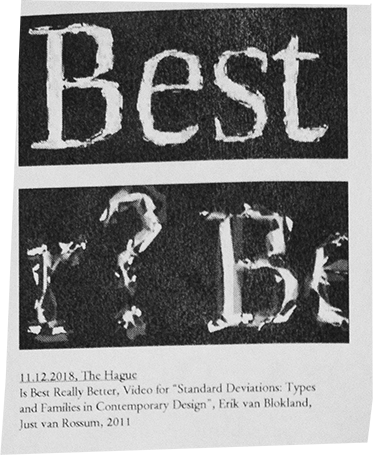 Best
r? Be
11.12.2018, The Hague
Is Best Really Better, Video for “Standard Deviations: Types
and Families in Contemporary Design”, Erik van Blokland,
Just van Rossum, 2011